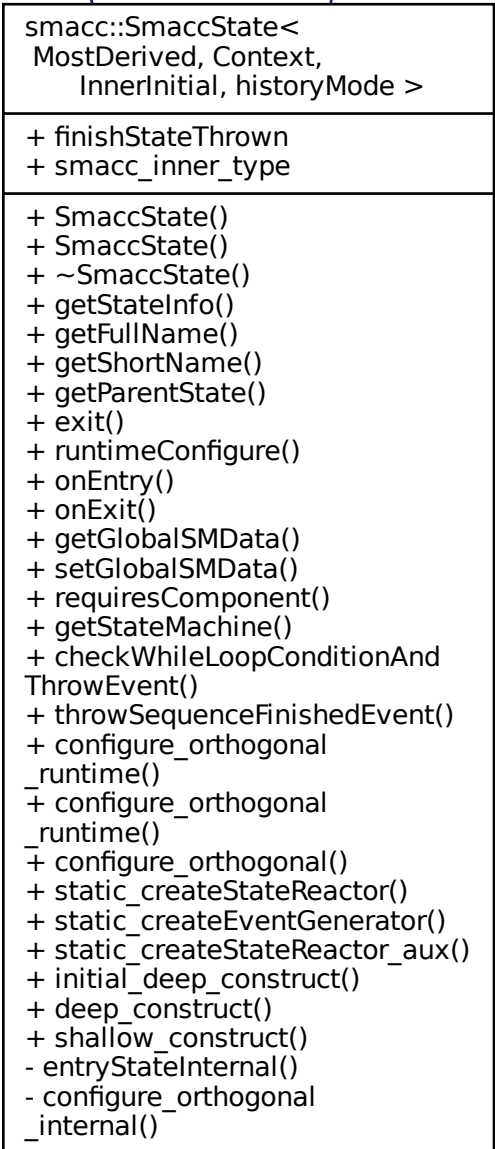 smacc::SmaccState<
MostDerived, Context,
InnerInitial, historyMode >
+ finishStateThrown
+ smacc_inner_type
+ SmaccState()
+ SmaccState()
+ ~SmaccState()
+ getStateInfo()
+ getFullName()
+ getShortName()
+ getParentState()
+ exit()
+ runtimeConfigure()
+ onEntry()
+ onExit()
+ getGlobalSMData()
+ setGlobalSMData()
+ requiresComponent()
+ getStateMachine()
+ checkWhileLoopConditionAnd
ThrowEvent()
+ throwSequenceFinishedEvent()
+ configure_orthogonal
_runtime()
+ configure_orthogonal
_runtime()
+ configure_orthogonal()
+ static_createStateReactor()
+ static_createEventGenerator()
+ static_createStateReactor_aux()
+ initial_deep_construct()
+ deep_construct()
+ shallow_construct()
- entryStateInternal()
- configure_orthogonal
_internal()